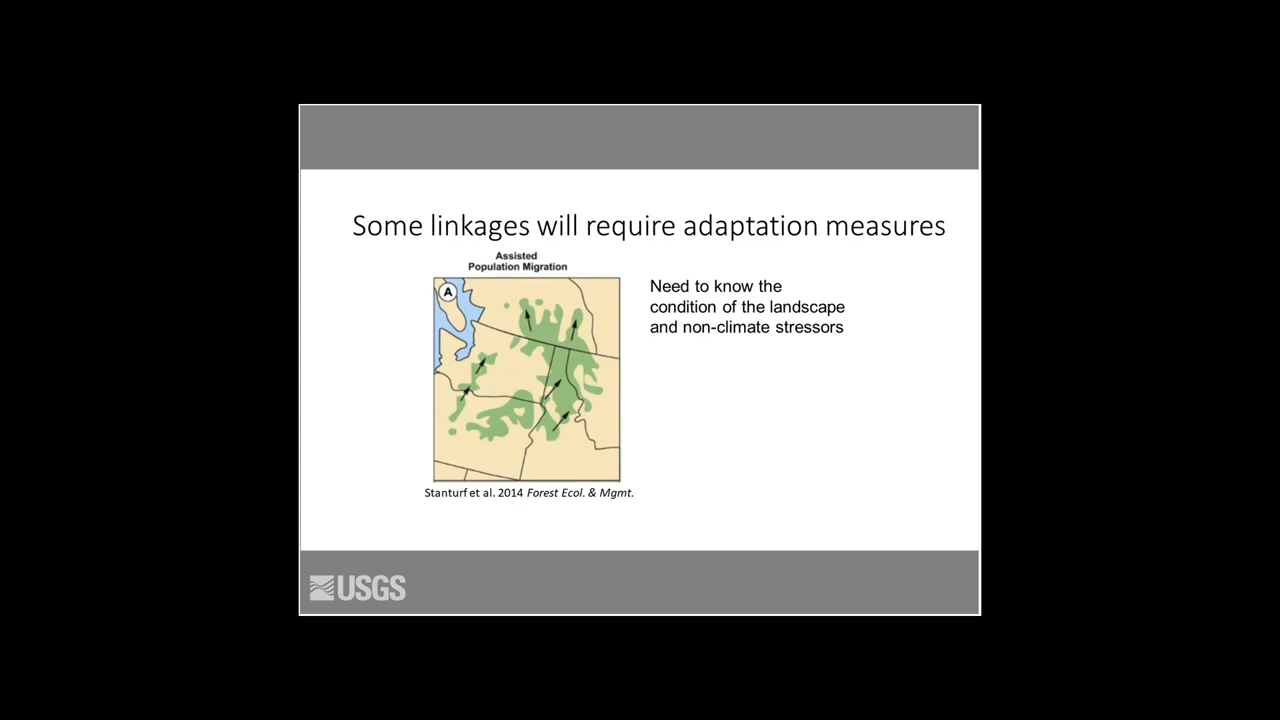 Some linkages will require adaptation measures
Assisted
Population Migration
A
Need to know the
condition of the landscape
and non-climate stressors
Stanturf et al. 2014 Forest Ecol. & Mgmt.
USGS